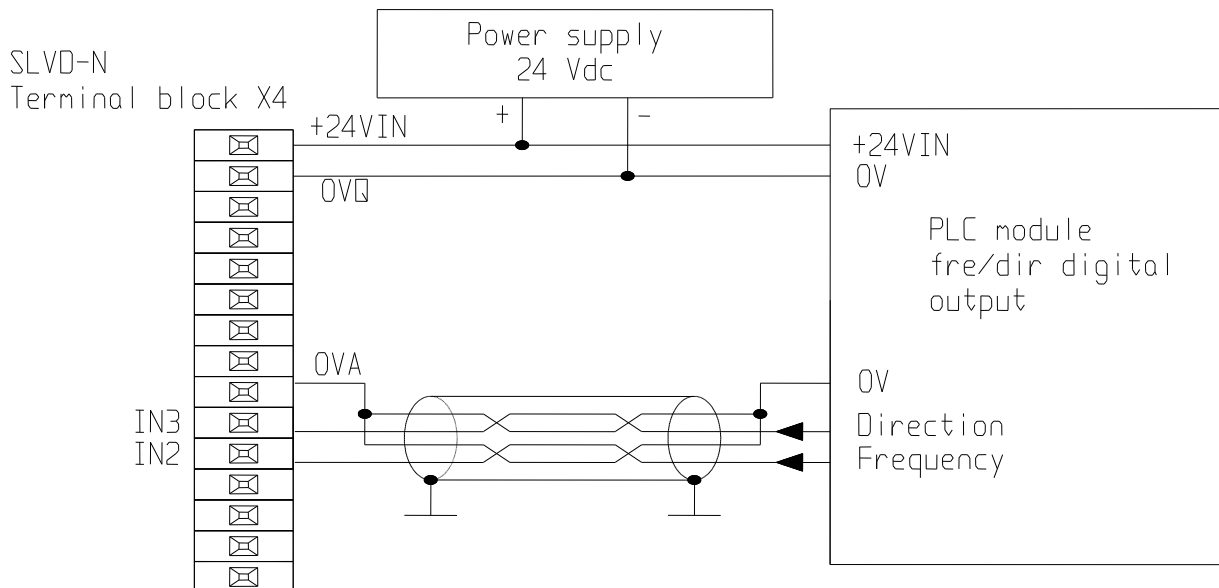 Power supply
24 Vdc
SLVD-N
Terminal block X4
+ -
+24VIN
+24VIN
0VQ
0V
PLC module
fre/dir digital
output
0VA
0V
IN3
Direction
IN2
Frequency